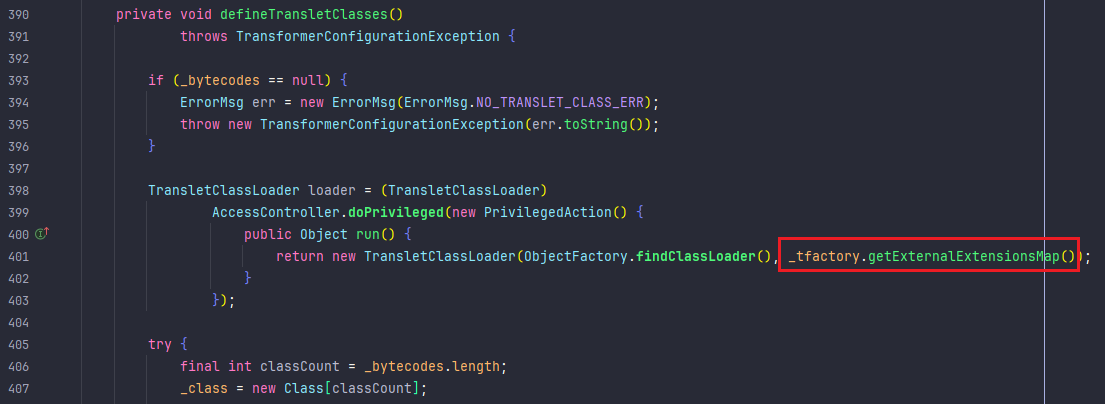 390 private void defineTransletClasses()
391 throws TransformerConfigurationException {
392
393 if (_bytecodes == null) {
394 ErrorMsg err = new ErrorMsg(ErrorMsg.NO_TRANSLET_CLASS_ERR);
395 throw new TransformerConfigurationException(err.toString());
396 }
397
398 TransletClassLoader loader = (TransletClassLoader)
399 AccessController.doPrivileged(new PrivilegedAction() {
400 public Object run() {
401 return new TransletClassLoader(ObjectFactory.findClassLoader(), _tfactory.getExternalExtensionsMap());
402 }
403 });
404
405 try {
406 final int classCount = _bytecodes.length;
407 _class = new Class[classCount];